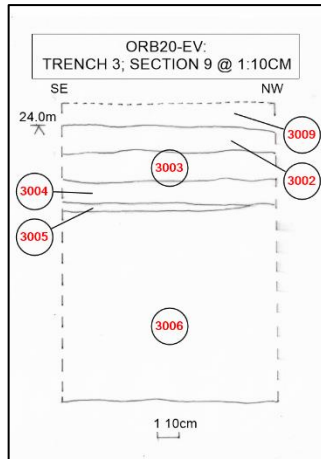 ORB20-EV:
TRENCH 3; SECTION 9 @ 1:10CM
SE NW
24.0m
3009
3003
3002
3004
3005
3006
1 10cm